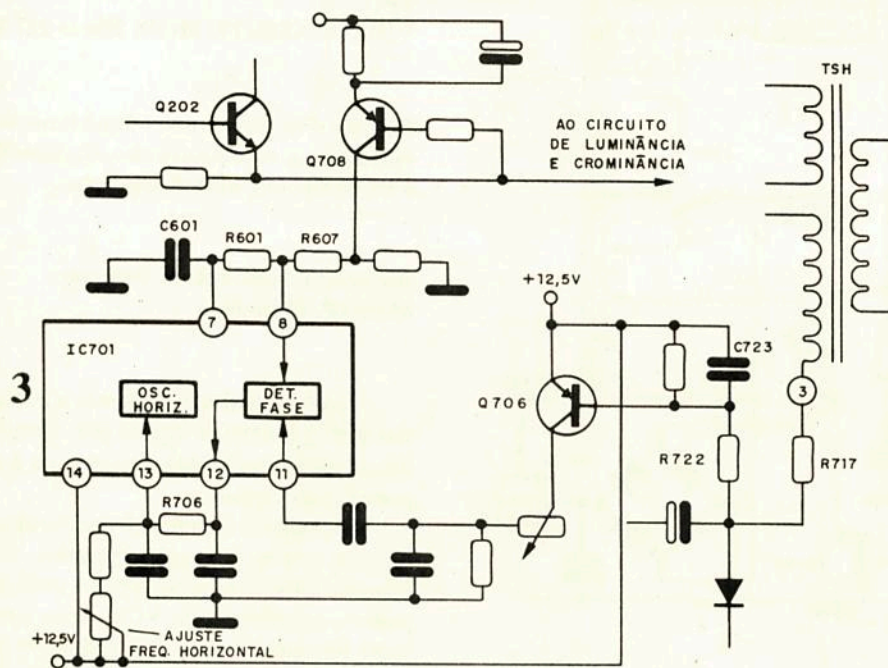 TSH
Q202
Q708
AO CIRCUITO
DE LUMINÂNCIA
E CROMINÂNCIA
C601
R601
R607
+12,5V
7
8
IC701
C723
3
OSC.
HORIZ.
DET.
FASE
Q706
3
R722
R717
14
13
12
11
R706
+12,5V
AJUSTE
FREQ. HORIZONTAL